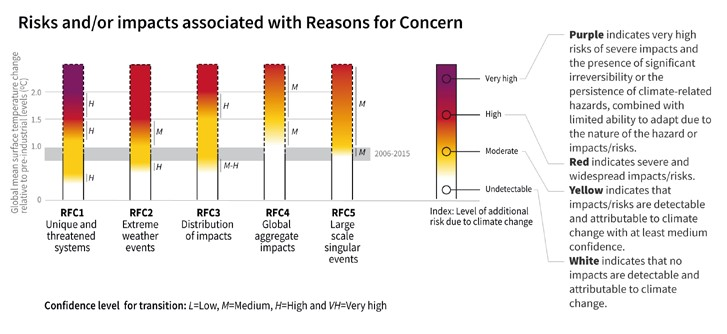 Risks and/or impacts associated with Reasons for Concern
Global mean surface temperature change
relative to pre-industrial levels (ºC)
2.0
1.5
1.0
0
H
H
H
M
H
H
M-H
M
M
M
2006-2015
RFC1
Unique and
threatened
systems
RFC2
Extreme
weather
events
RFC3
Distribution
of impacts
RFC4
Global
aggregate
impacts
RFC5
Large
scale
singular
events
Very high
High
Moderate
Undetectable
Index: Level of additional
risk due to climate change
Purple indicates very high
risks of severe impacts and
the presence of significant
irreversibility or the
persistence of climate-related
hazards, combined with
limited ability to adapt due to
the nature of the hazard or
impacts/risks.
Red indicates severe and
widespread impacts/risks.
Yellow indicates that
impacts/risks are detectable
and attributable to climate
change with at least medium
confidence.
White indicates that no
impacts are detectable and
attributable to climate
change.
Confidence level for transition: L=Low, M=Medium, H=High and VH=Very high